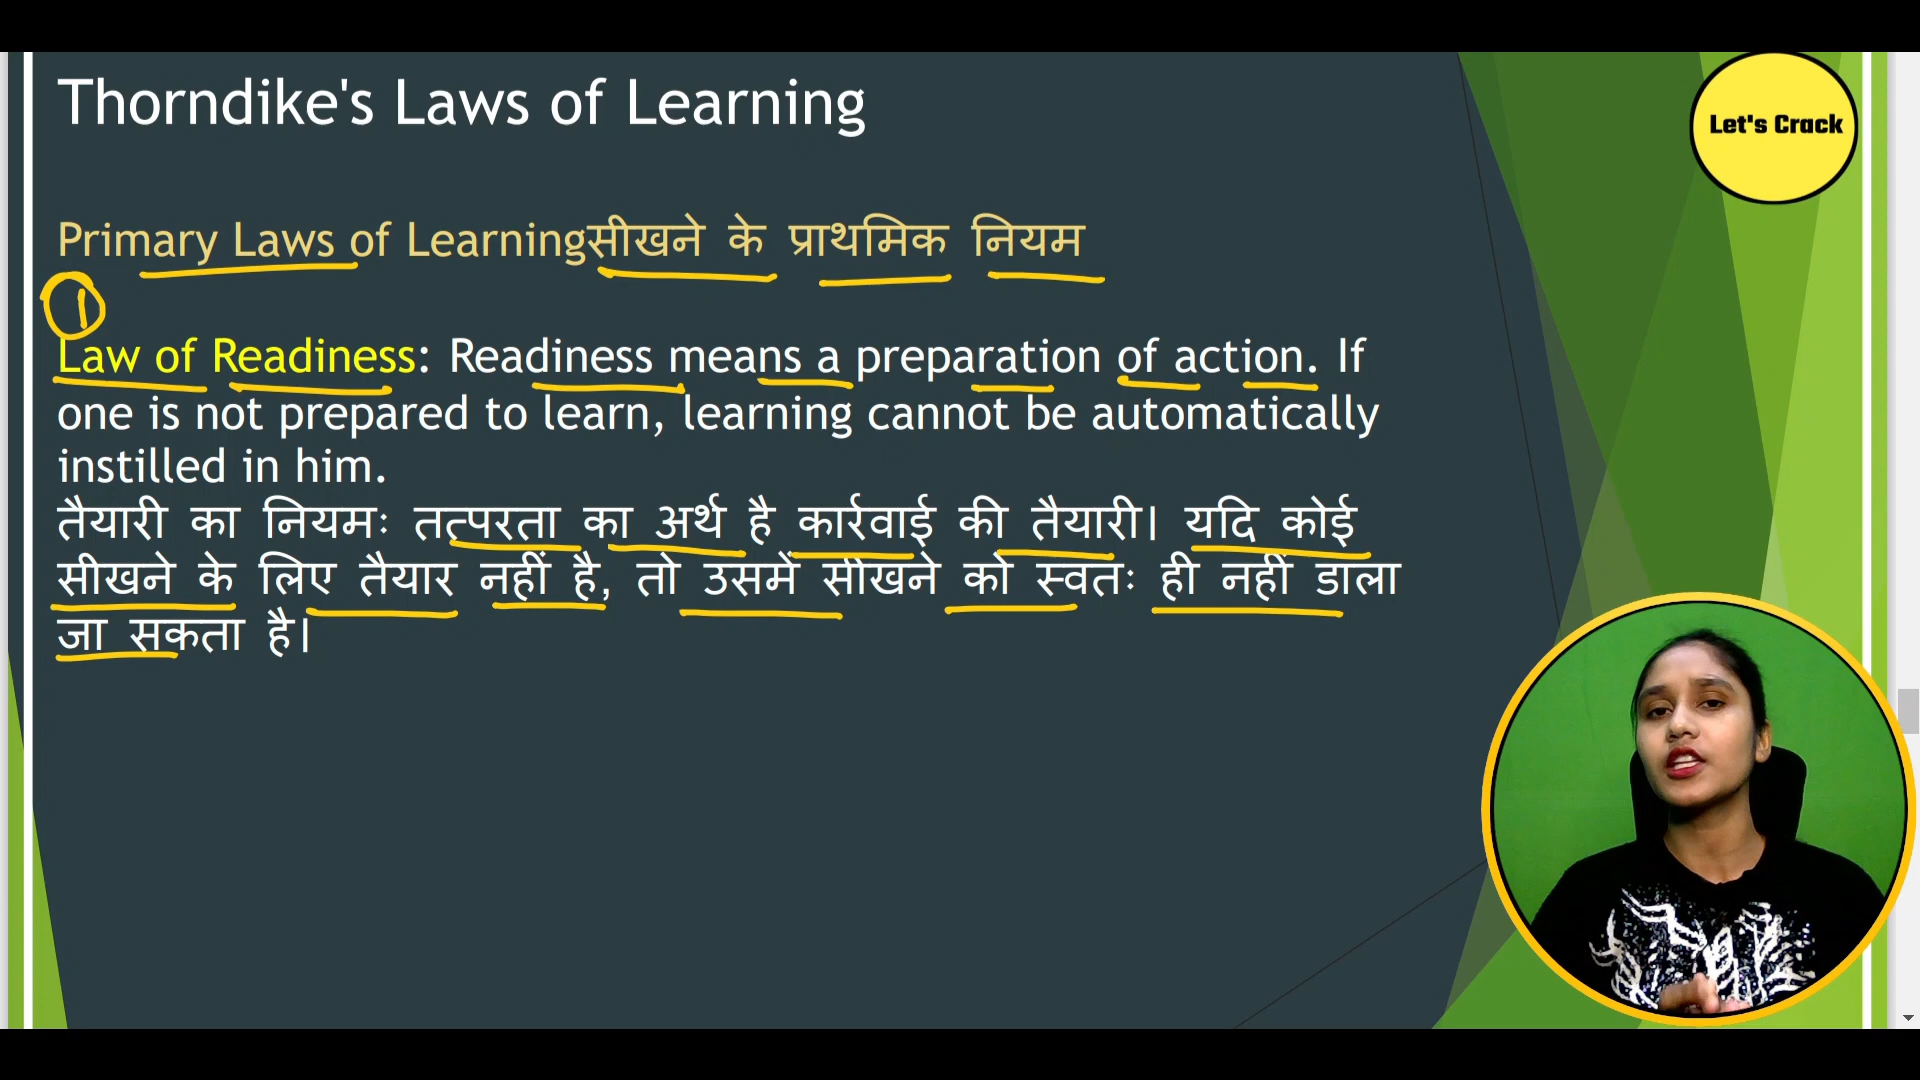 Thorndike's Laws of Learning
Let's Crack
Primary Laws of Learningसीखने के प्राथमिक नियम
1
Law of Readiness: Readiness means a preparation of action. If
one is not prepared to learn, learning cannot be automatically
instilled in him.
तैयारी का नियमः तत्परता का अर्थ है कार्रवाई की तैयारी। यदि कोई
सीखने के लिए तैयार नहीं है, तो उसमें सीखने को स्वतः ही नहीं डाला
जा सकता है।